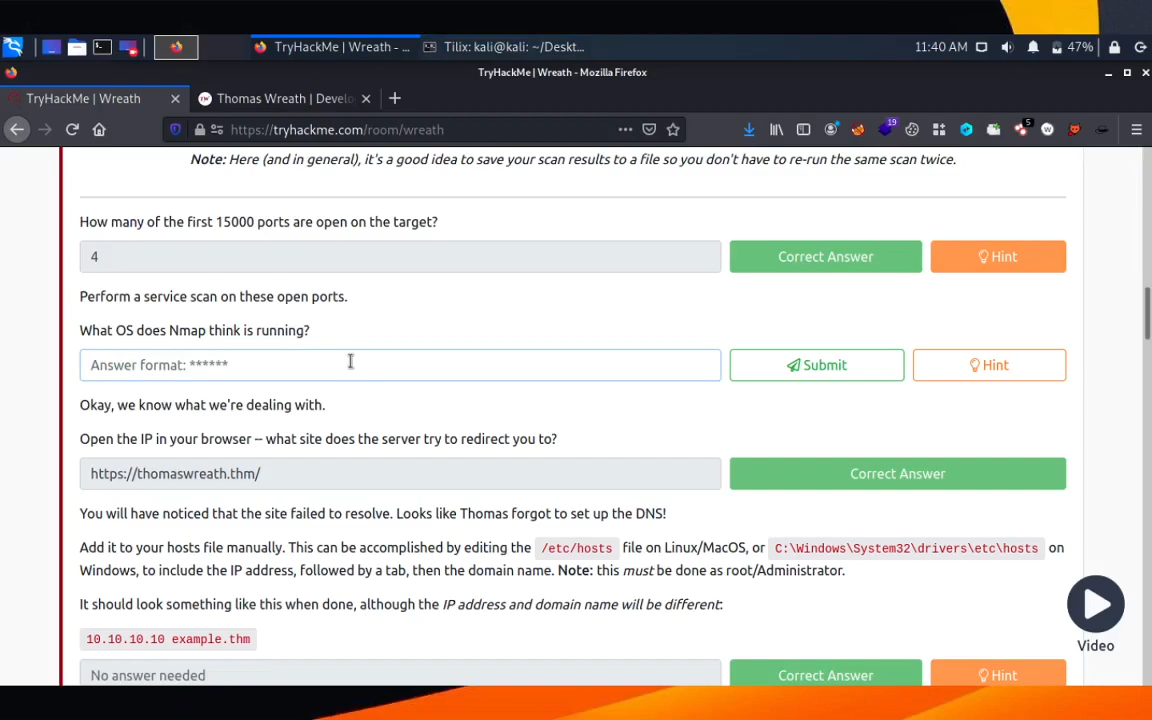 TryHackMe | Wreath - ...
Tilix: kali@kali: ~/Deskt...
11:40 AM
47%
TryHackMe | Wreath - Mozilla Firefox
TryHackMe | Wreath
Thomas Wreath | Develo
https://tryhackme.com/room/wreath
19
5
W
Note: Here (and in general), it's a good idea to save your scan results to a file so you don't have to re-run the same scan twice.
How many of the first 15000 ports are open on the target?
4
Correct Answer
Hint
Perform a service scan on these open ports.
What OS does Nmap think is running?
Answer format: ******
Submit
Hint
Okay, we know what we're dealing with.
Open the IP in your browser -- what site does the server try to redirect you to?
https://thomaswreath.thm/
Correct Answer
You will have noticed that the site failed to resolve. Looks like Thomas forgot to set up the DNS!
Add it to your hosts file manually. This can be accomplished by editing the /etc/hosts file on Linux/MacOS, or C:\Windows\System32\drivers\etc\hosts on
Windows, to include the IP address, followed by a tab, then the domain name. Note: this must be done as root/Administrator.
It should look something like this when done, although the IP address and domain name will be different:
10.10.10.10 example.thm
Video
No answer needed
Correct Answer
Hint